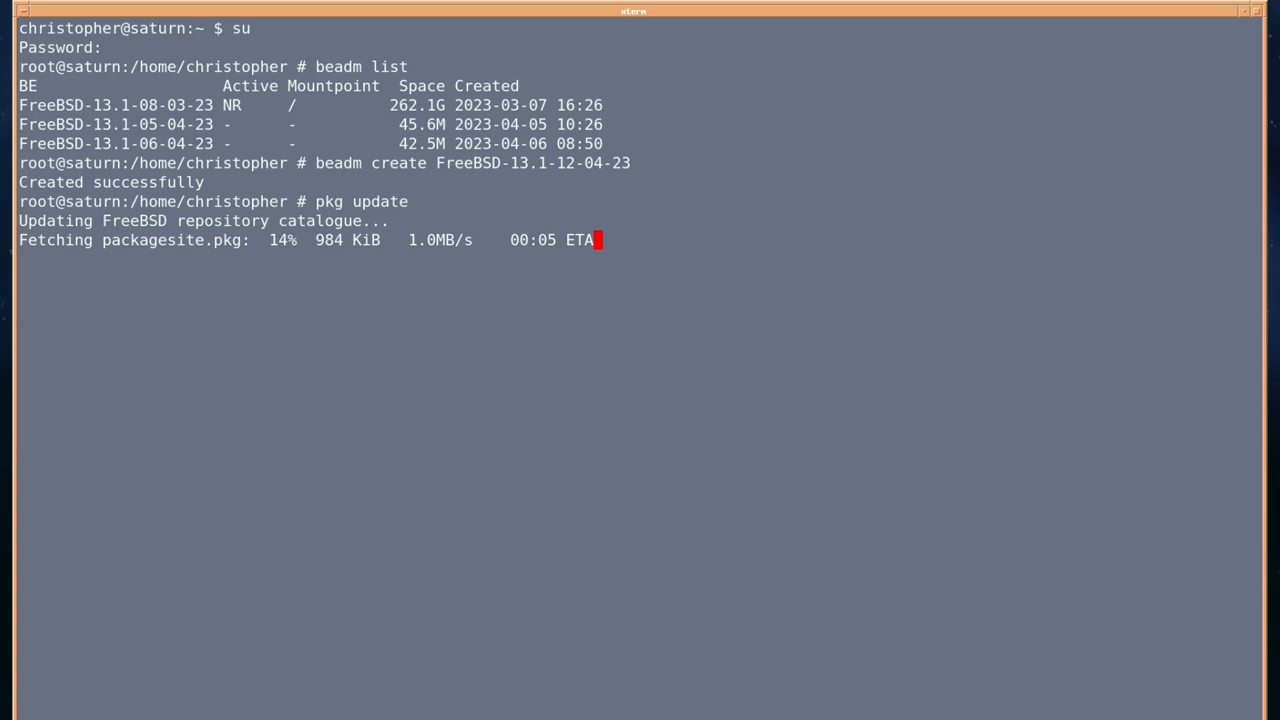 xterm
christopher@saturn:~ $ su
Password:
root@saturn:/home/christopher # beadm list
BE                    Active Mountpoint  Space Created
FreeBSD-13.1-08-03-23 NR     /          262.1G 2023-03-07 16:26
FreeBSD-13.1-05-04-23 -      -           45.6M 2023-04-05 10:26
FreeBSD-13.1-06-04-23 -      -           42.5M 2023-04-06 08:50
root@saturn:/home/christopher # beadm create FreeBSD-13.1-12-04-23
Created successfully
root@saturn:/home/christopher # pkg update
Updating FreeBSD repository catalogue...
Fetching packagesite.pkg:  14%  984 KiB   1.0MB/s    00:05 ETA